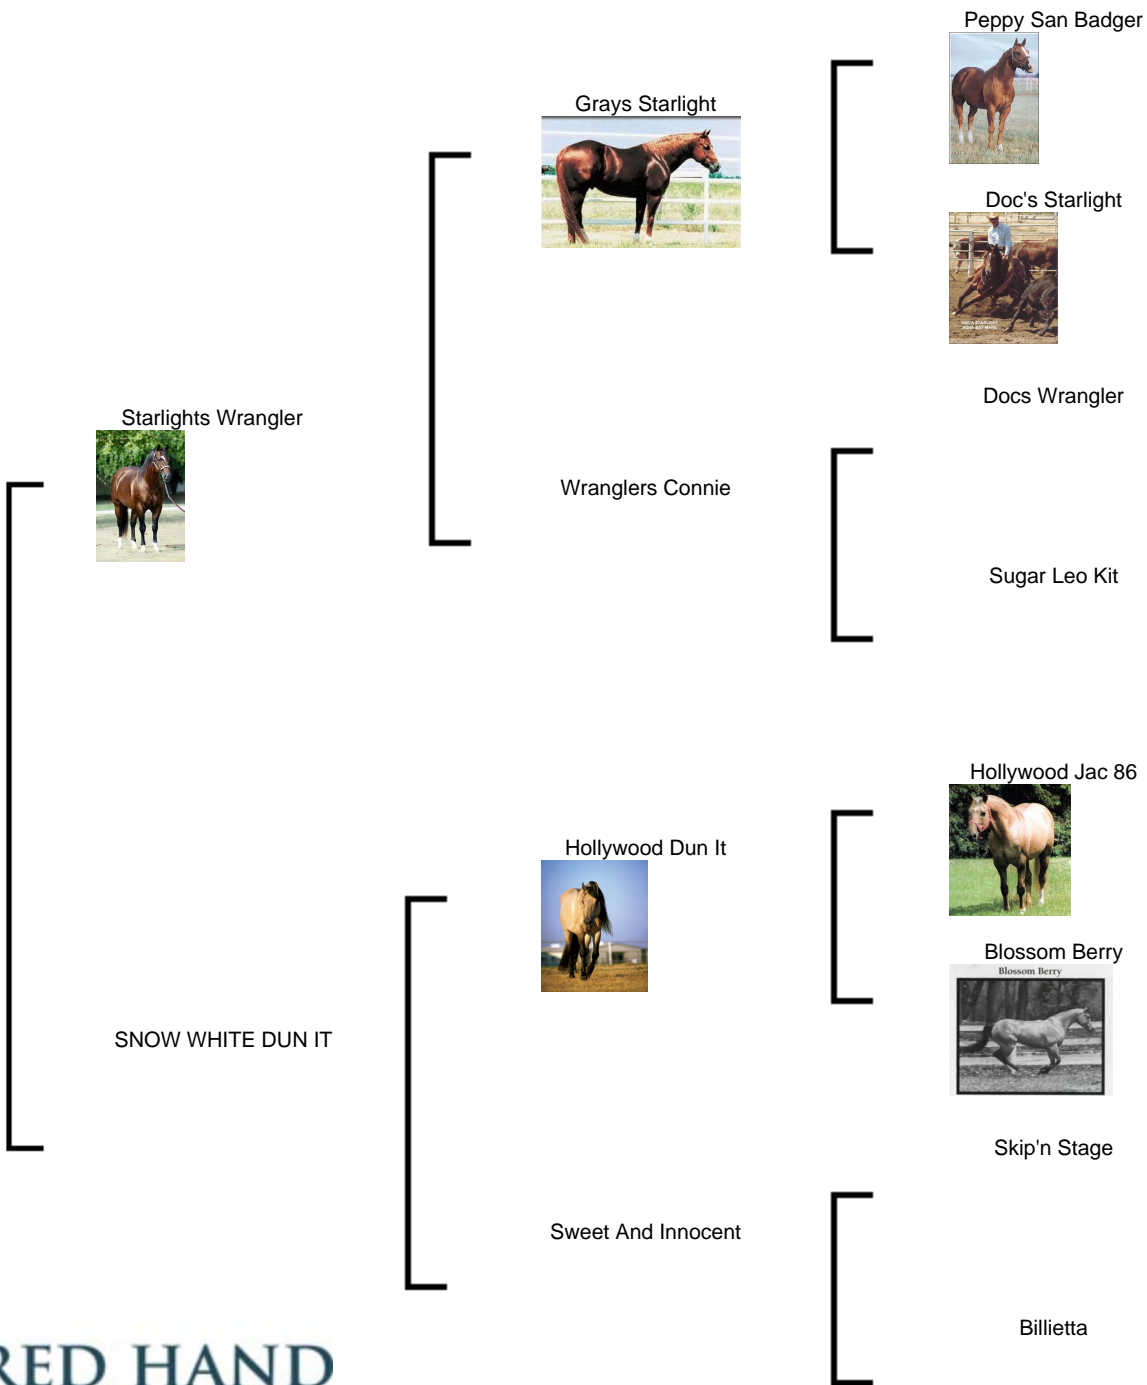 Peppy San Badger
Grays Starlight
Doc's Starlight
Docs Wrangler
Starlights Wrangler
Wranglers Connie
Sugar Leo Kit
Hollywood Jac 86
Hollywood Dun It
Blossom Berry
Blossom Berry
SNOW WHITE DUN IT
Skip'n Stage
Sweet And Innocent
Billietta
RED HAND